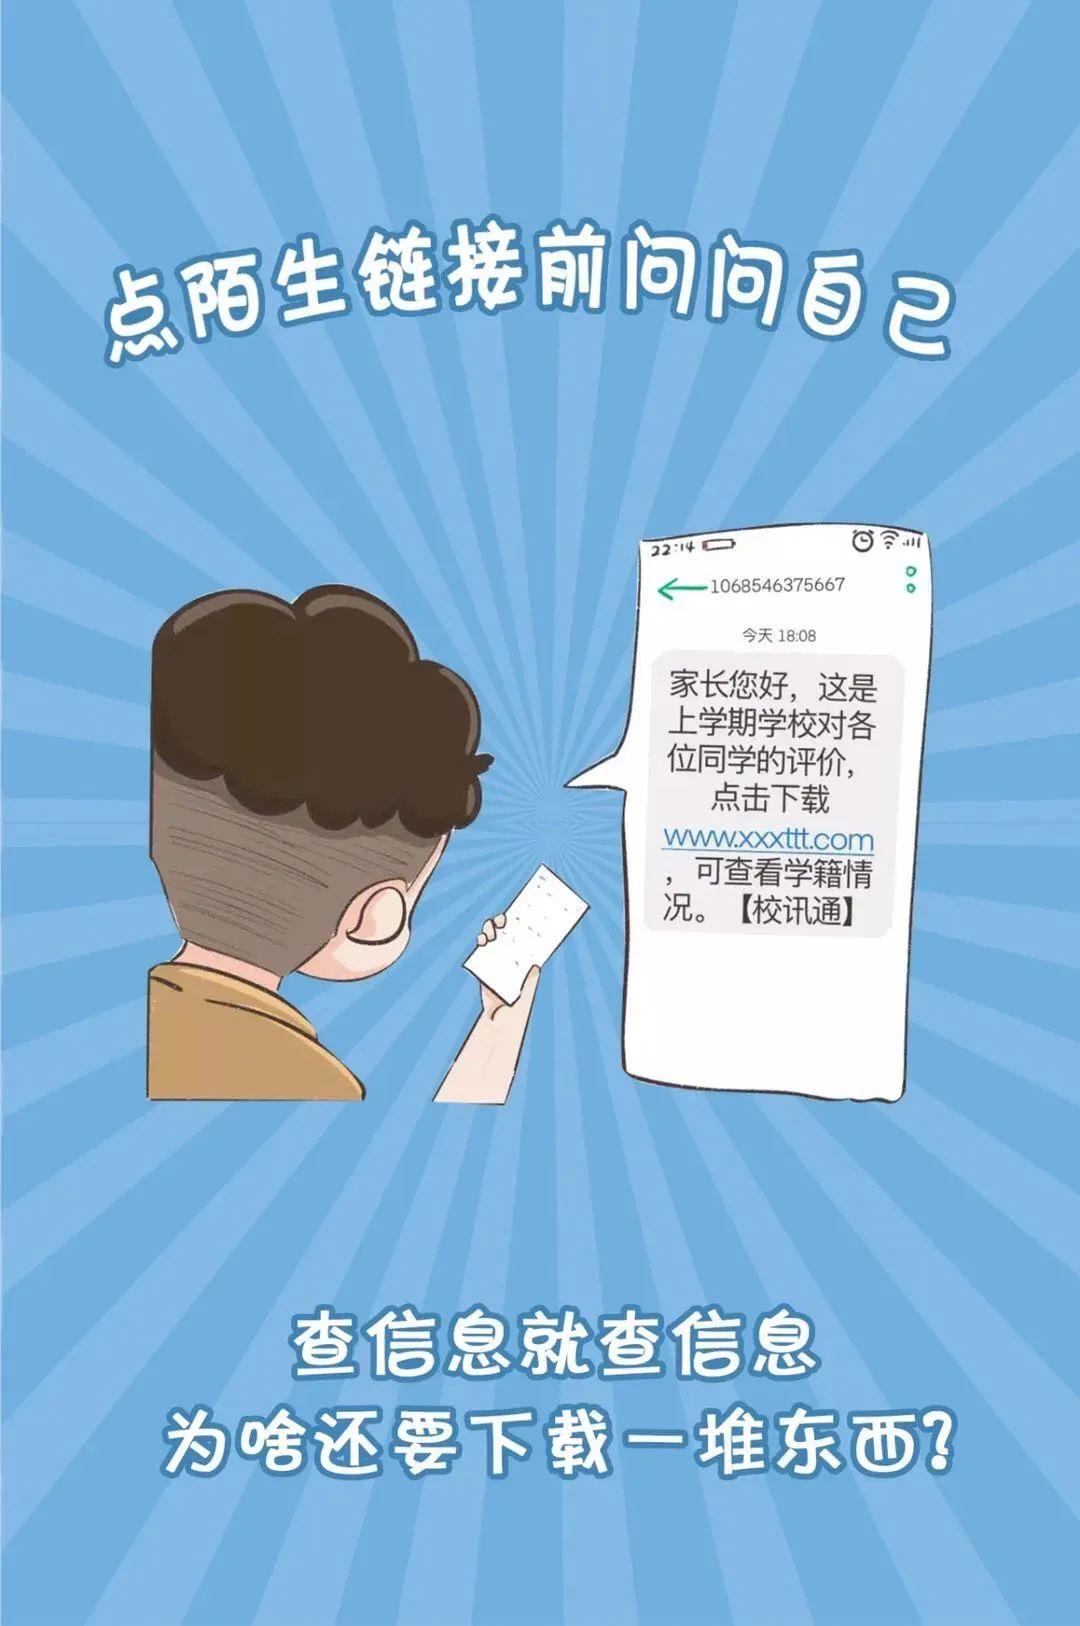 点陌生链接前问问自己
22:14
1068546375667
今天 18:08
家长您好，这是
上学期学校对各
位同学的评价，
点击下载
www.xxxttt.com
，可查看学籍情
况。【校讯通】
查信息就查信息
为啥还要下载一堆东西?